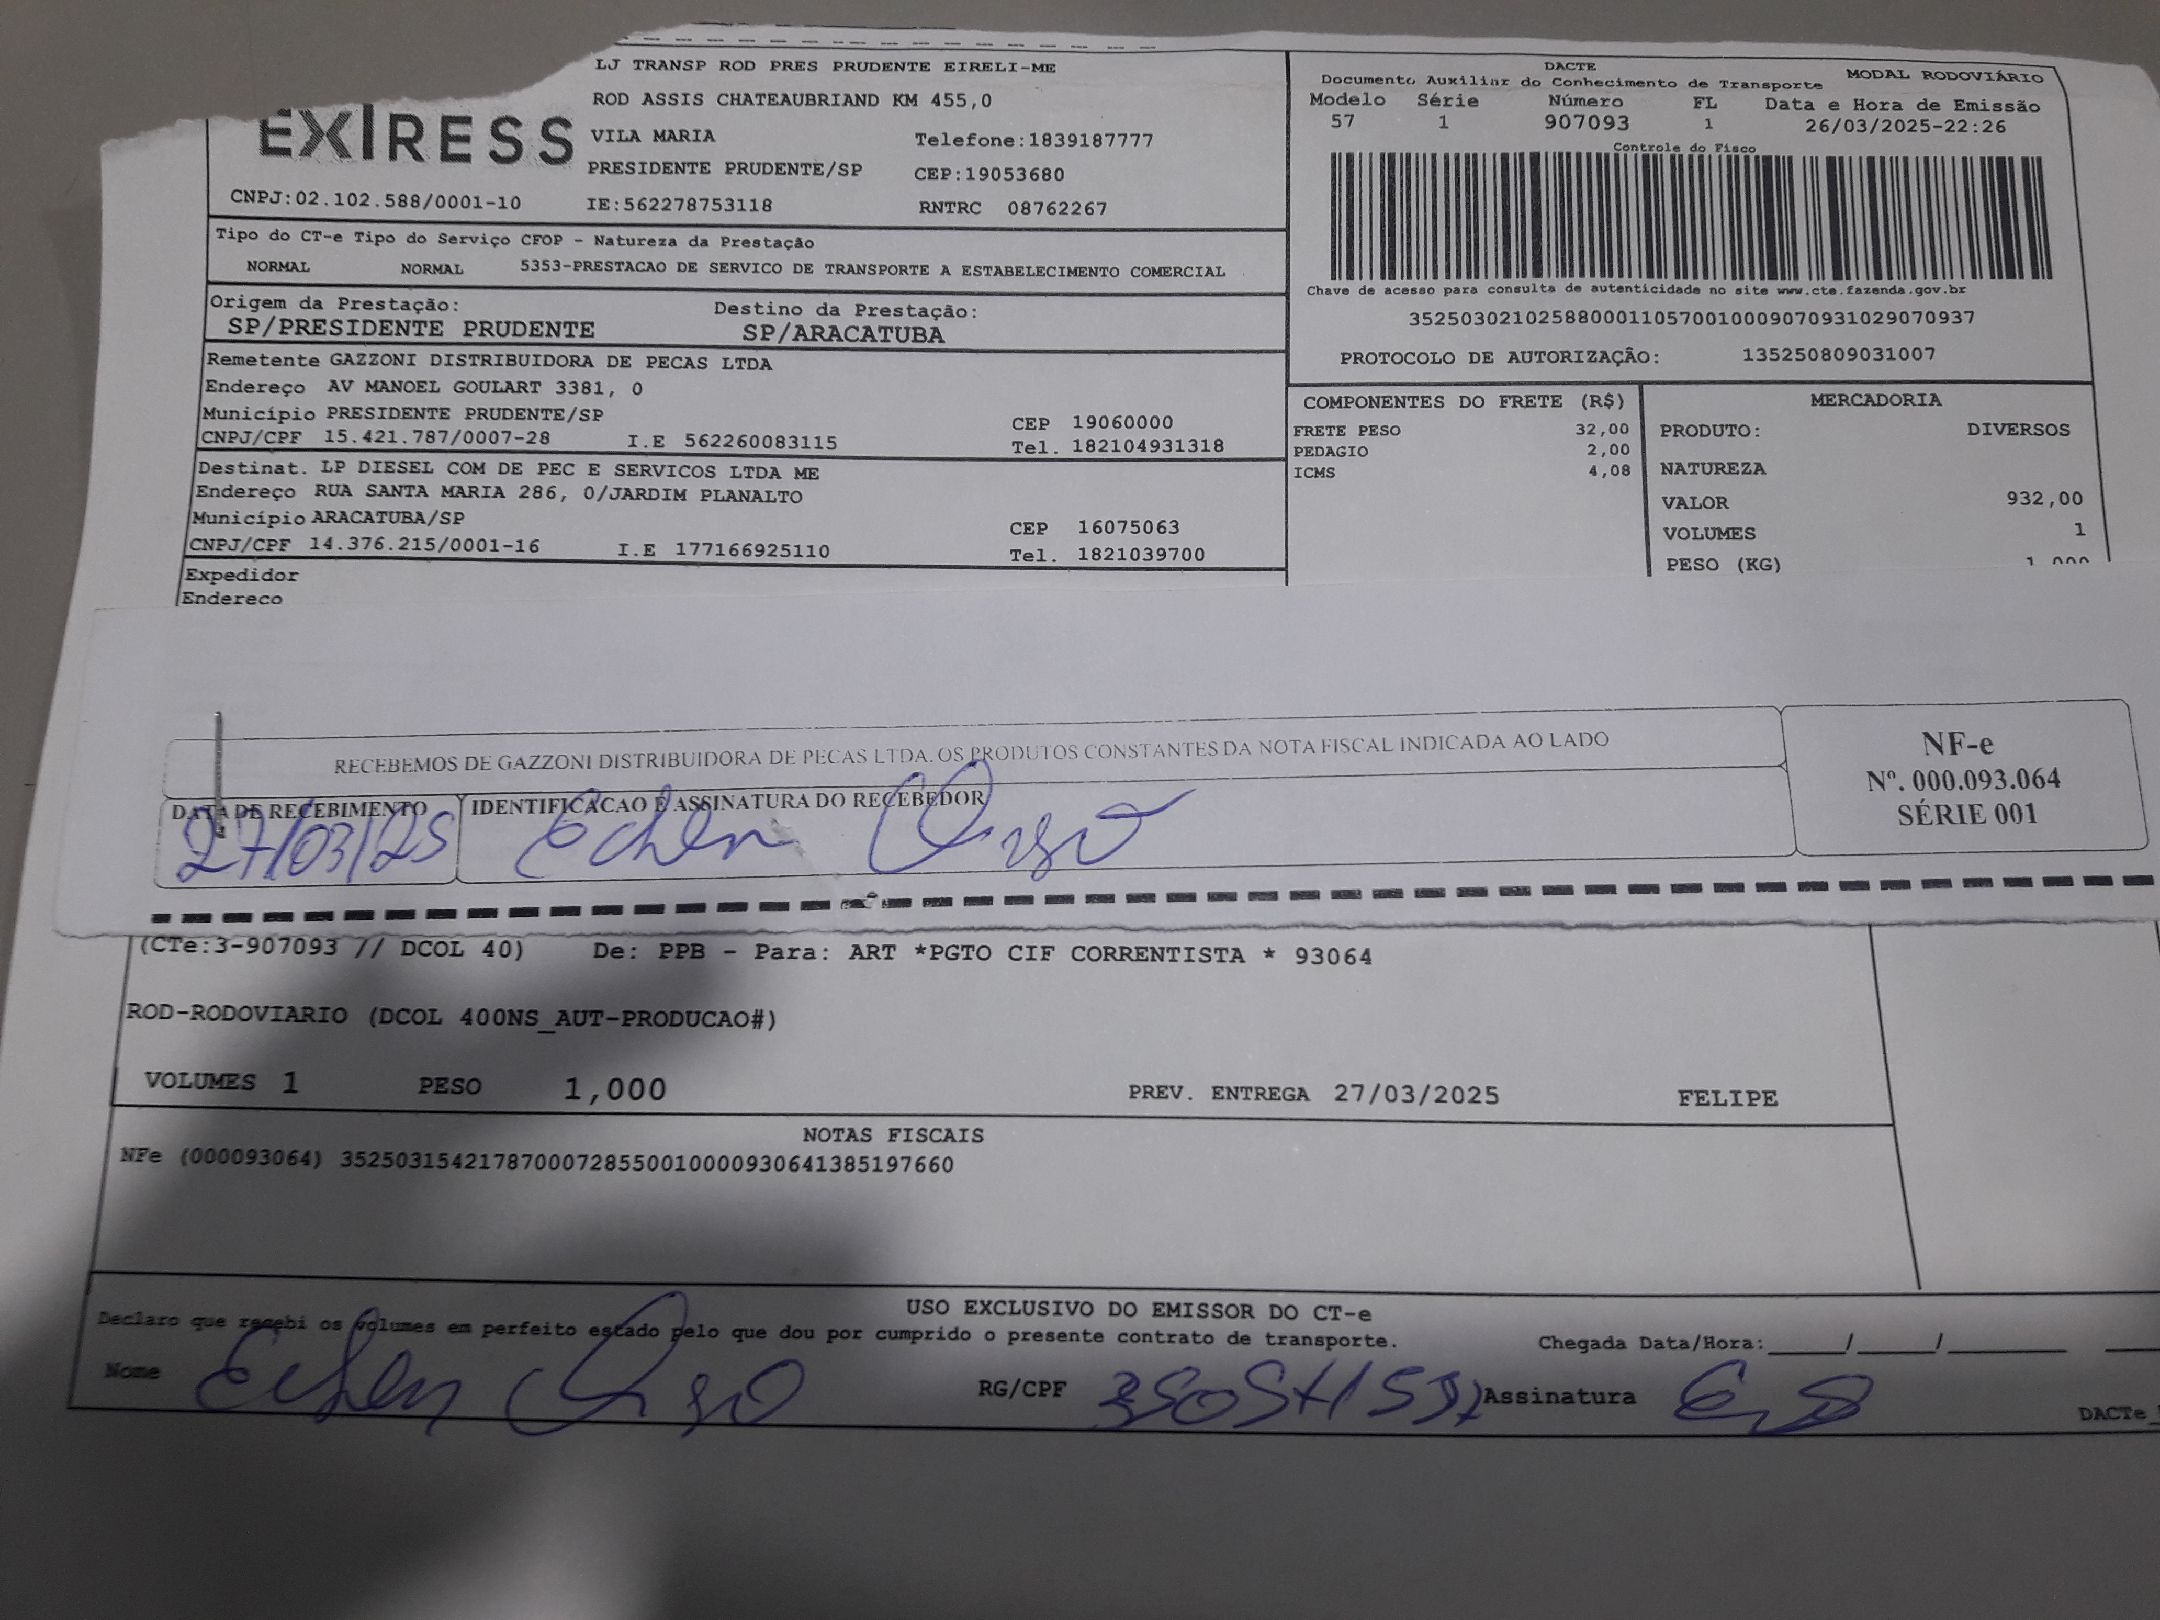 LJ TRANSP ROD PRES PRUDENTE EIRELI-ME
ROD ASSIS CHATEAUBRIAND KM 455,0
EXPRESS
VILA MARIA Telefone:1839187777
PRESIDENTE PRUDENTE/SP CEP:19053680
CNPJ:02.102.588/0001-10 IE:562278753118 RNTRC 08762267
DACTE
Documento Auxiliar do Conhecimento de Transporte MODAL RODOVIÁRIO
Modelo Série Número FL Data e Hora de Emissão
57 1 907093 1 26/03/2025-22:26
Controle do Fisco
Chave de acesso para consulta de autenticidade no site www.cte.fazenda.gov.br
35250302102588000110570010009070931029070937
PROTOCOLO DE AUTORIZAÇÃO: 135250809031007
Tipo do CT-e Tipo do Serviço CFOP - Natureza da Prestação
NORMAL NORMAL 5353-PRESTACAO DE SERVICO DE TRANSPORTE A ESTABELECIMENTO COMERCIAL
Origem da Prestação: Destino da Prestação:
SP/PRESIDENTE PRUDENTE SP/ARACATUBA
Remetente GAZZONI DISTRIBUIDORA DE PECAS LTDA
Endereço AV MANOEL GOULART 3381, 0
Município PRESIDENTE PRUDENTE/SP CEP 19060000
CNPJ/CPF 15.421.787/0007-28 I.E 562260083115 Tel. 182104931318
Destinat. LP DIESEL COM DE PEC E SERVICOS LTDA ME
Endereço RUA SANTA MARIA 286, 0/JARDIM PLANALTO
Município ARACATUBA/SP CEP 16075063
CNPJ/CPF 14.376.215/0001-16 I.E 177166925110 Tel. 1821039700
Expedidor
Endereco
COMPONENTES DO FRETE (R$)
FRETE PESO 32,00
PEDAGIO 2,00
ICMS 4,08
MERCADORIA
PRODUTO: DIVERSOS
NATUREZA
VALOR 932,00
VOLUMES 1
PESO (KG) 1,000
RECEBEMOS DE GAZZONI DISTRIBUIDORA DE PECAS LTDA. OS PRODUTOS CONSTANTES DA NOTA FISCAL INDICADA AO LADO
DATA DE RECEBIMENTO IDENTIFICACAO E ASSINATURA DO RECEBEDOR
27/03/25
NF-e
Nº. 000.093.064
SÉRIE 001
(CTe:3-907093 // DCOL 40) De: PPB - Para: ART *PGTO CIF CORRENTISTA * 93064
ROD-RODOVIARIO (DCOL 400NS_AUT-PRODUCAO#)
VOLUMES 1 PESO 1,000 PREV. ENTREGA 27/03/2025 FELIPE
NOTAS FISCAIS
NFe (000093064) 35250315421787000728550010000930641385197660
USO EXCLUSIVO DO EMISSOR DO CT-e
Declaro que recebi os volumes em perfeito estado pelo que dou por cumprido o presente contrato de transporte. Chegada Data/Hora:_____/_____/_____
Nome RG/CPF Assinatura
DACTe_